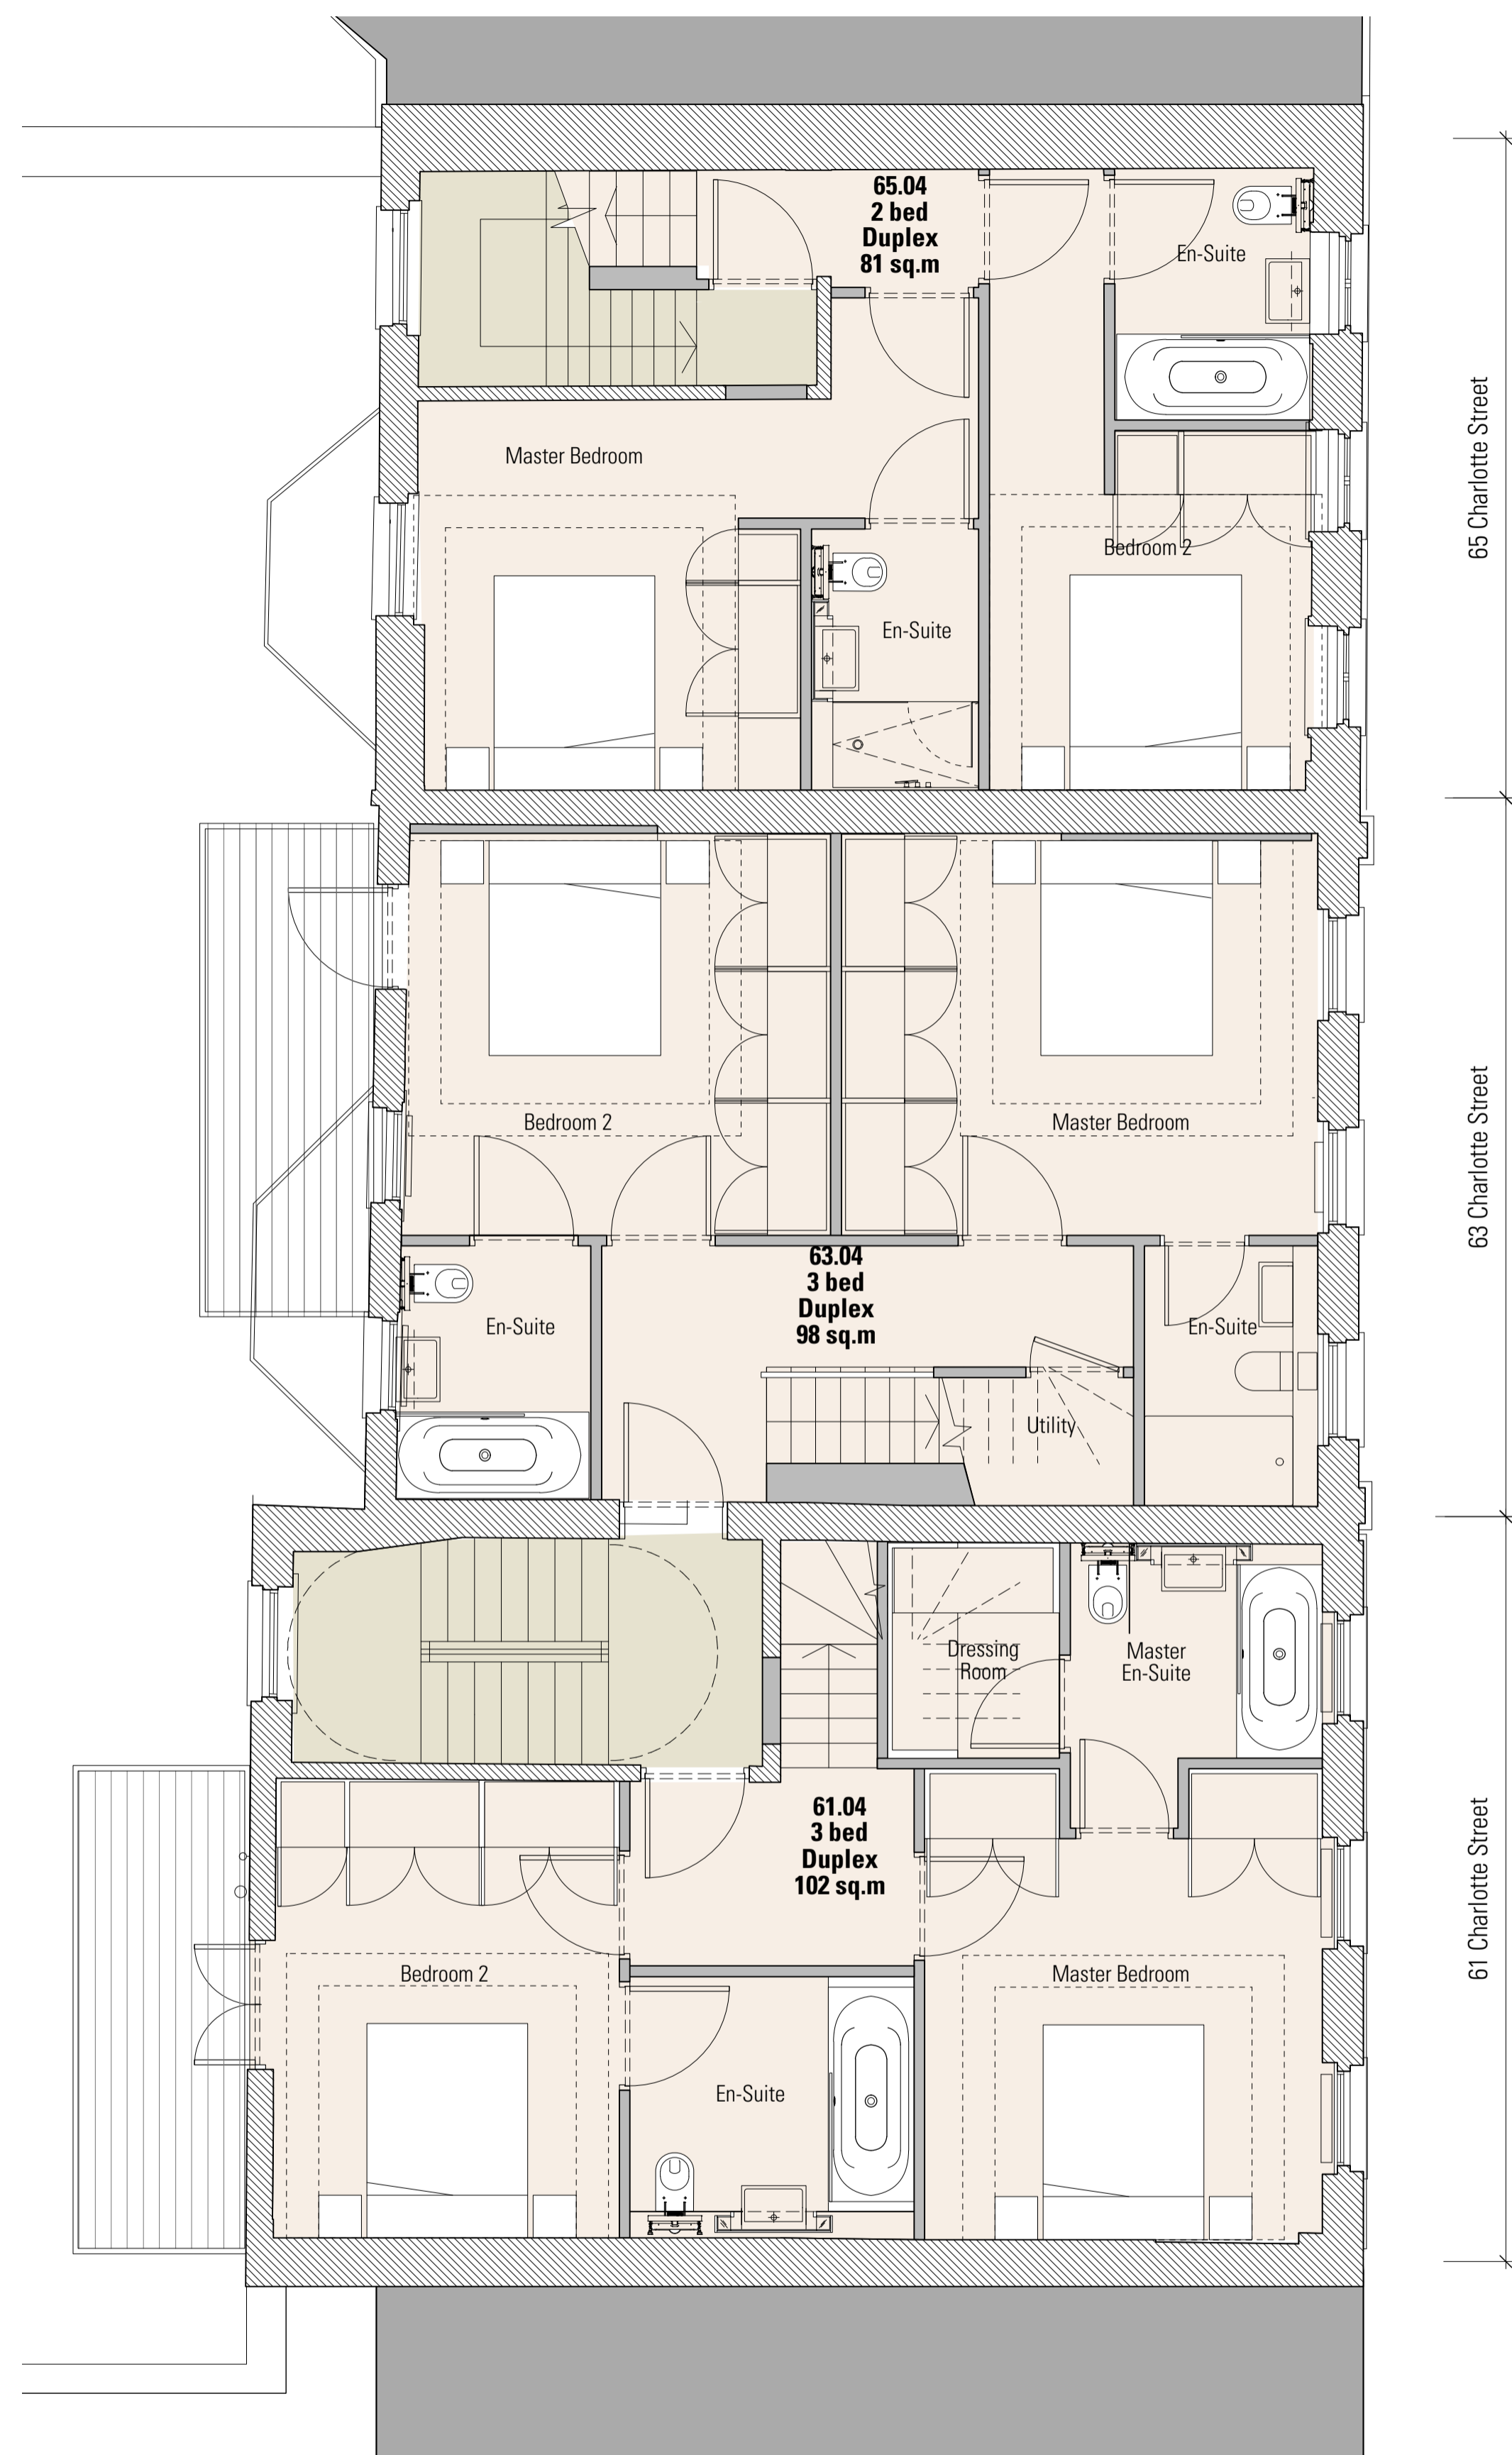 65.04
2 bed
Duplex
81 sq.m
En-Suite
Master Bedroom
Bedroom 2
En-Suite
65 Charlotte Street
Bedroom 2
Master Bedroom
63.04
3 bed
Duplex
98 sq.m
En-Suite
En-Suite
Utility
63 Charlotte Street
Dressing
Room
Master
En-Suite
61.04
3 bed
Duplex
102 sq.m
Bedroom 2
Master Bedroom
En-Suite
61 Charlotte Street